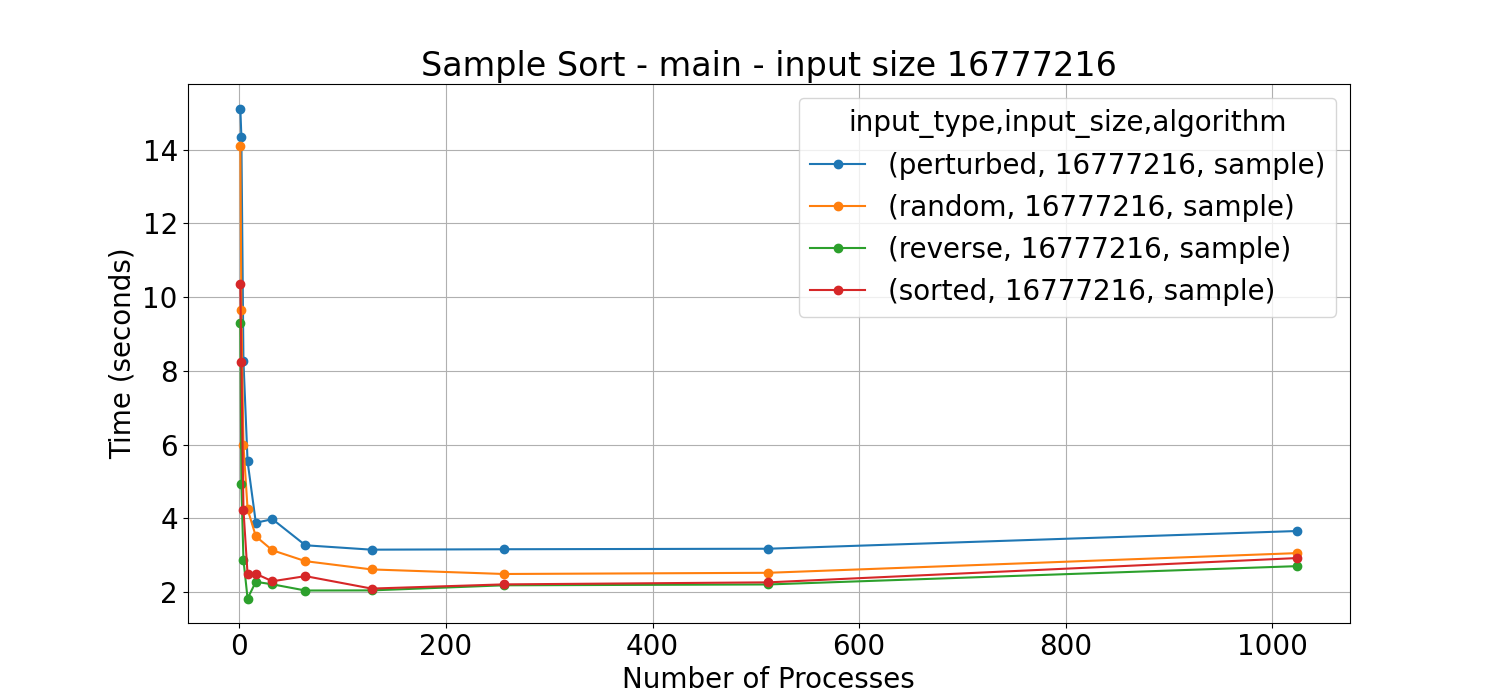 Sample Sort - main - input size 16777216
input_type,input_size,algorithm
(perturbed, 16777216, sample)
(random, 16777216, sample)
(reverse, 16777216, sample)
(sorted, 16777216, sample)
Time (seconds)
14
12
10
8
6
4
2
0 200 400 600 800 1000
Number of Processes